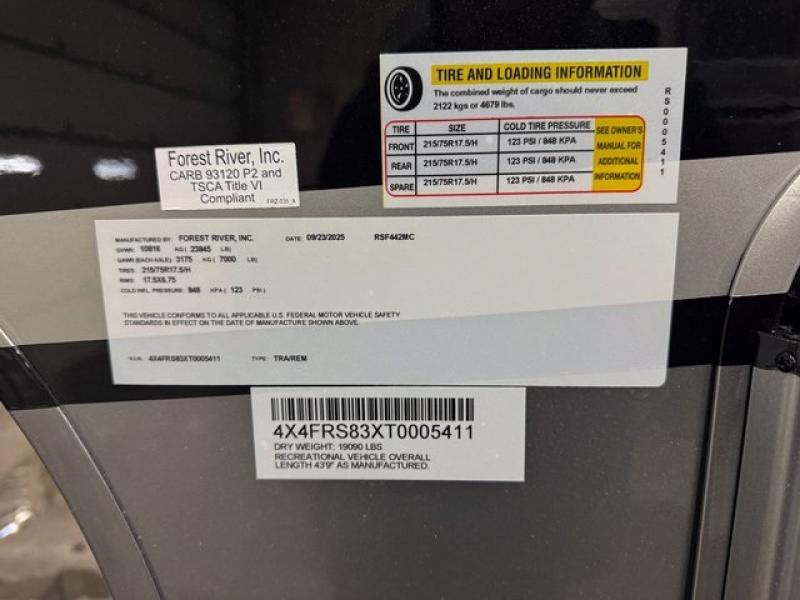 TIRE AND LOADING INFORMATION
The combined weight of cargo should never exceed
2122 kgs or 4679 lbs.
TIRE SIZE COLD TIRE PRESSURE
FRONT 215/75R17.5/H 123 PSI / 848 KPA
REAR 215/75R17.5/H 123 PSI / 848 KPA
SPARE 215/75R17.5/H 123 PSI / 848 KPA
SEE OWNER'S
MANUAL FOR
ADDITIONAL
INFORMATION
RS0005411
Forest River, Inc.
CARB 93120 P2 and
TSCA Title VI
Compliant
FRZ-035_A
MANUFACTURED BY: FOREST RIVER, INC. DATE: 09/23/2025 RSF442MC
GVWR: 10816 KG ( 23845 LB)
GAWR (EACH AXLE): 3175 KG ( 7000 LB)
TIRES: 215/75R17.5/H
RIMS: 17.5X6.75
COLD INFL. PRESSURE: 848 KPA ( 123 PSI )
THIS VEHICLE CONFORMS TO ALL APPLICABLE U.S. FEDERAL MOTOR VEHICLE SAFETY
STANDARDS IN EFFECT ON THE DATE OF MANUFACTURE SHOWN ABOVE.
V.I.N.: 4X4FRS83XT0005411 TYPE: TRA/REM
4X4FRS83XT0005411
DRY WEIGHT: 19090 LBS
RECREATIONAL VEHICLE OVERALL
LENGTH 43'9" AS MANUFACTURED.